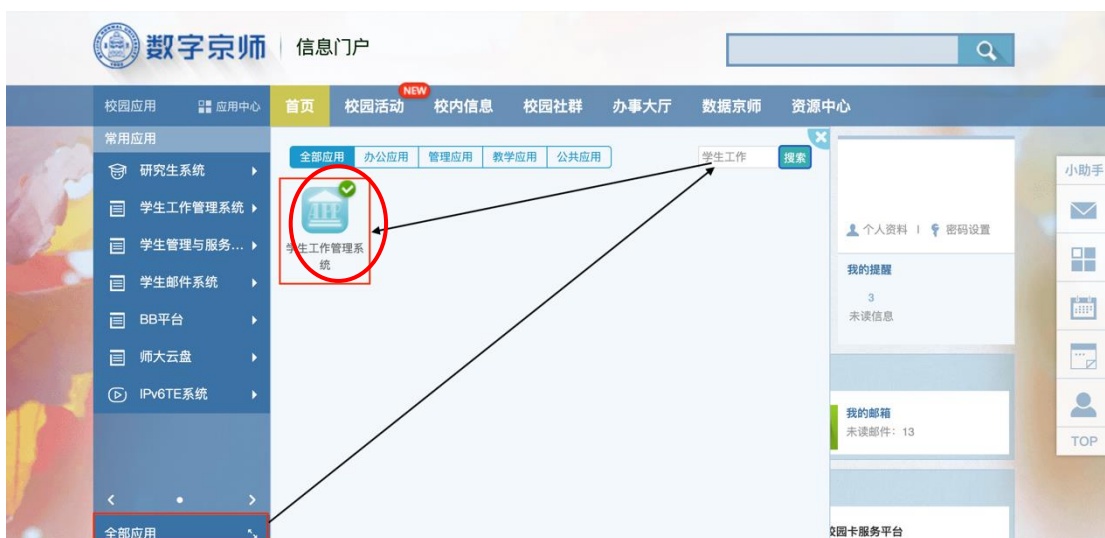 数字京师
信息门户
校园应用 应用中心
首页 校园活动 NEW 校内信息 校园社群 办事大厅 数据京师 资源中心
常用应用
研究生系统
学生工作管理系统
学生管理与服务...
学生邮件系统
BB平台
师大云盘
IPv6TE系统
全部应用
全部应用 办公应用 管理应用 教学应用 公共应用
学生工作 搜索
学生工作管理系
统
个人资料 | 密码设置
我的提醒
3
未读信息
我的邮箱
未读邮件: 13
校园卡服务平台
小助手
TOP